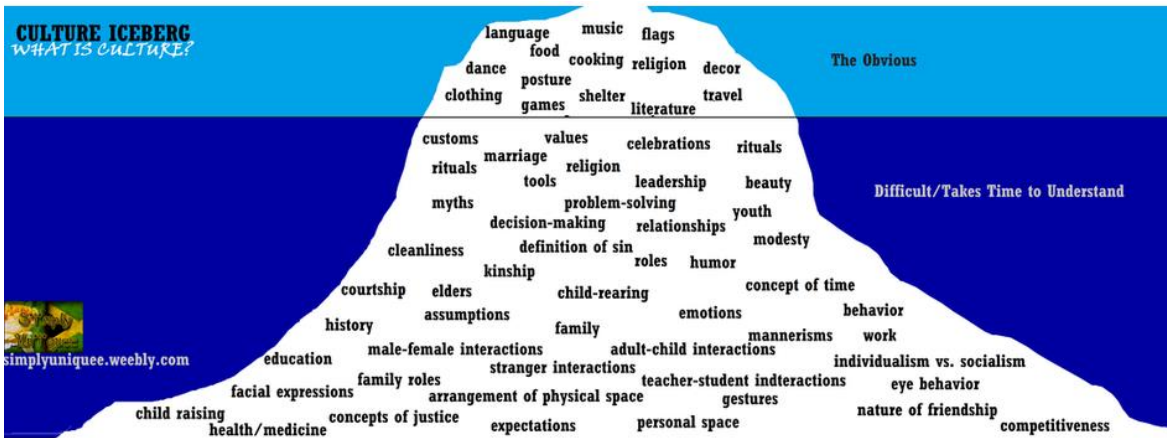 CULTURE ICEBERG
WHAT IS CULTURE?
The Obvious
language music flags
food
cooking religion
dance decor
posture
clothing shelter travel
games literature
Difficult/Takes Time to Understand
customs values celebrations rituals
marriage
rituals religion
tools leadership beauty
myths problem-solving
youth
decision-making relationships
modesty
cleanliness definition of sin
roles humor
kinship
courtship elders child-rearing concept of time
assumptions emotions behavior
history family mannerisms work
male-female interactions adult-child interactions
education individualism vs. socialism
stranger interactions
family roles teacher-student indteractions eye behavior
facial expressions arrangement of physical space gestures
child raising concepts of justice nature of friendship
health/medicine expectations personal space competitiveness
simplyuniquee.weebly.com